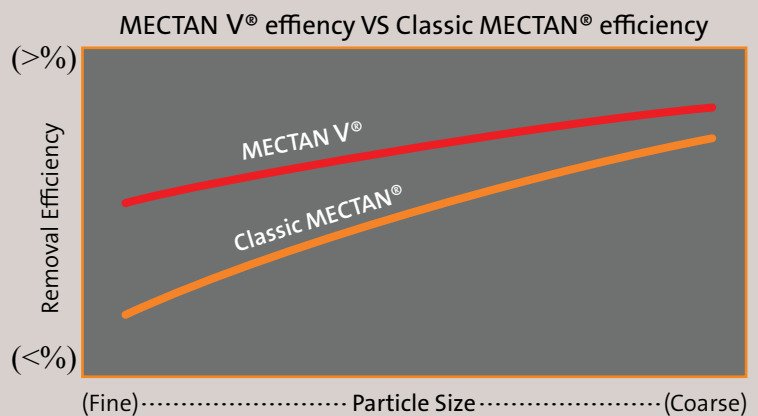 MECTAN V® effiency VS Classic MECTAN® efficiency
(>%)
MECTAN V®
Removal Efficiency
Classic MECTAN®
(<%)
(Fine)·················Particle Size·················(Coarse)